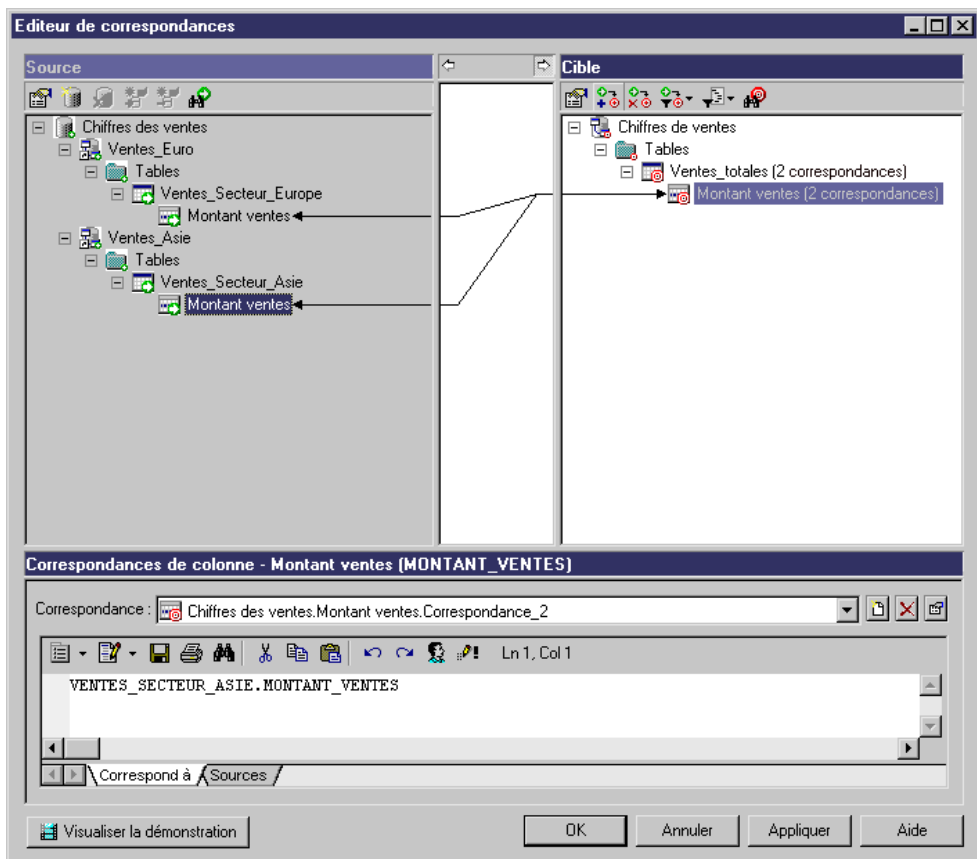 Editeur de correspondances
Source
Cible
Chiffres des ventes
Ventes_Euro
Tables
Ventes_Secteur_Europe
Montant ventes
Ventes_Asie
Tables
Ventes_Secteur_Asie
Montant ventes
Chiffres de ventes
Tables
Ventes_totales (2 correspondances)
Montant ventes (2 correspondances)
Correspondances de colonne - Montant ventes (MONTANT_VENTES)
Correspondance : Chiffres des ventes.Montant ventes.Correspondance_2
Ln 1, Col 1
VENTES_SECTEUR_ASIE.MONTANT_VENTES
Correspond à Sources
Visualiser la démonstration OK Annuler Appliquer Aide